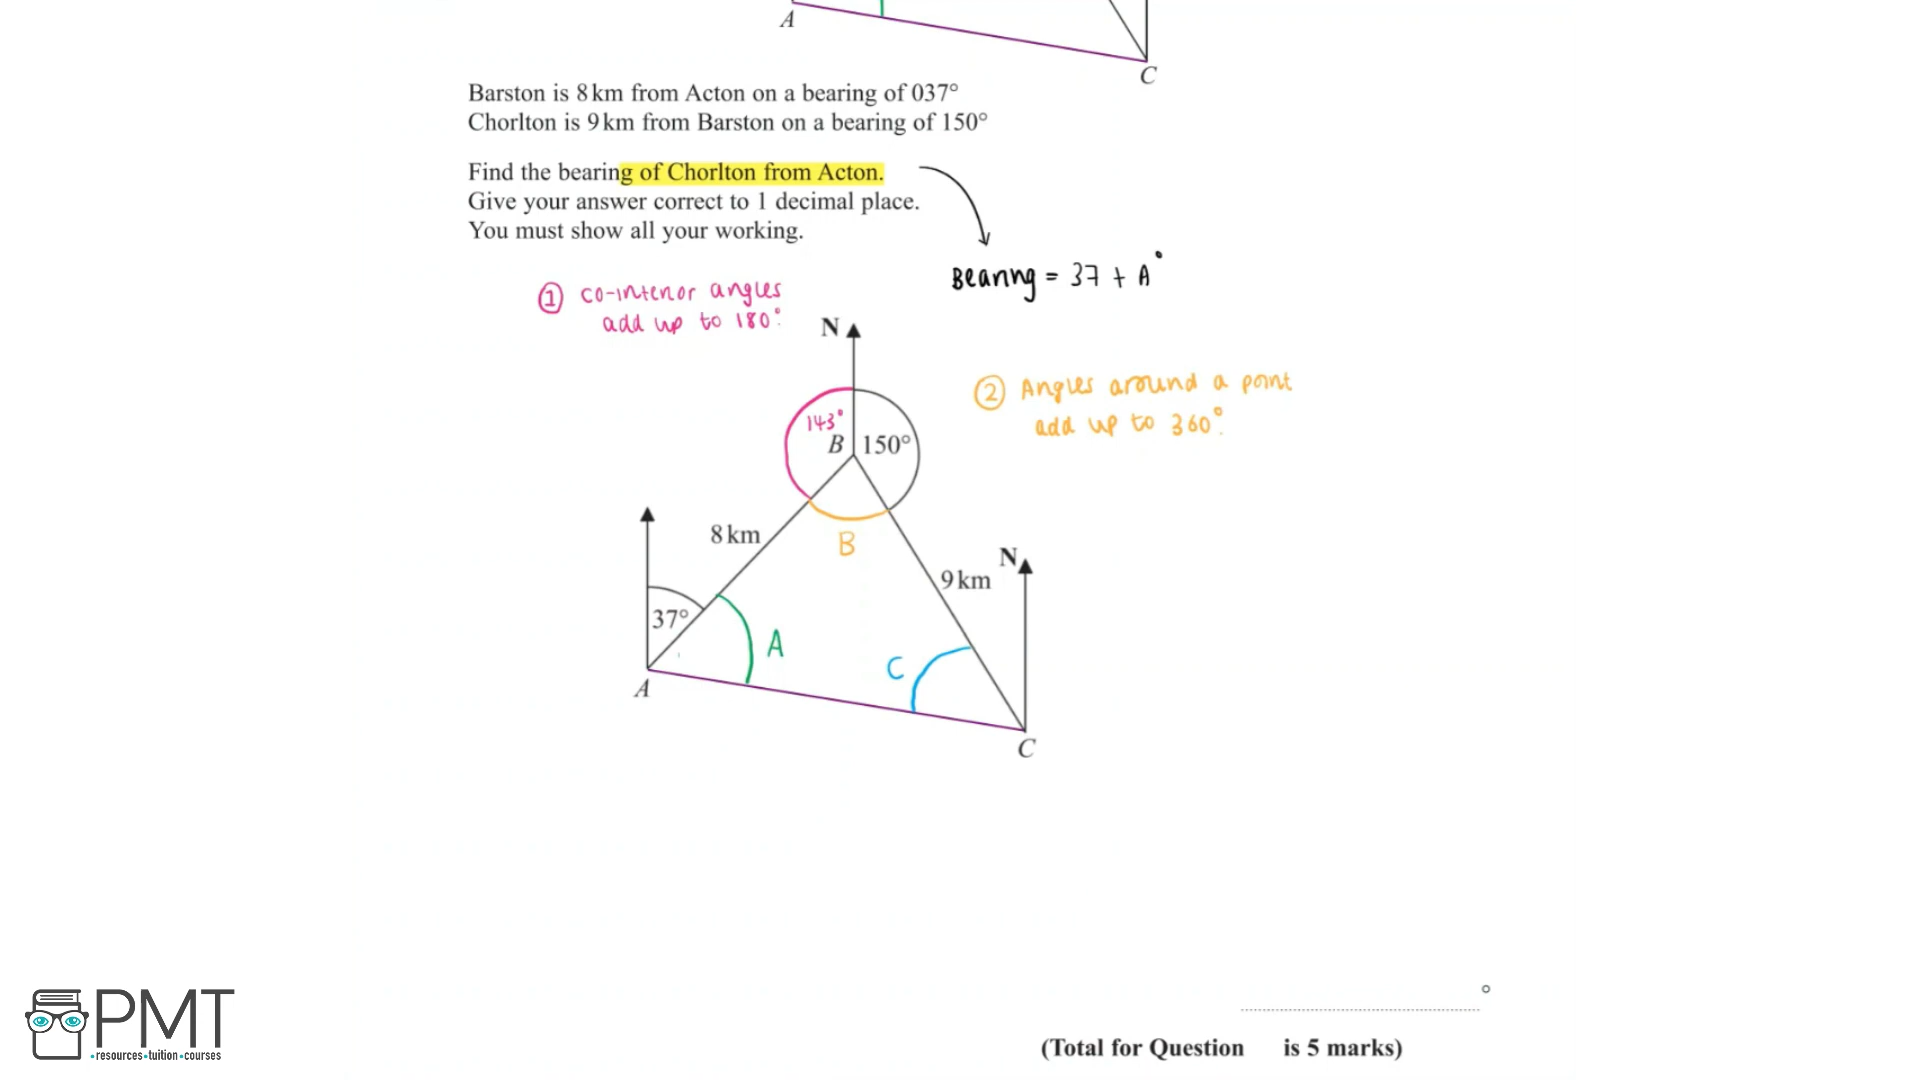 A
C
Barston is 8 km from Acton on a bearing of 037°
Chorlton is 9 km from Barston on a bearing of 150°
Find the bearing of Chorlton from Acton.
Give your answer correct to 1 decimal place.
You must show all your working.
Bearing = 37 + A°
① co-interior angles
add up to 180°.
N
② Angles around a point
add up to 360°.
143°
B 150°
8 km
B
N
9 km
37°
A
C
A
C
°
(Total for Question is 5 marks)
PMT
•resources•tuition•courses